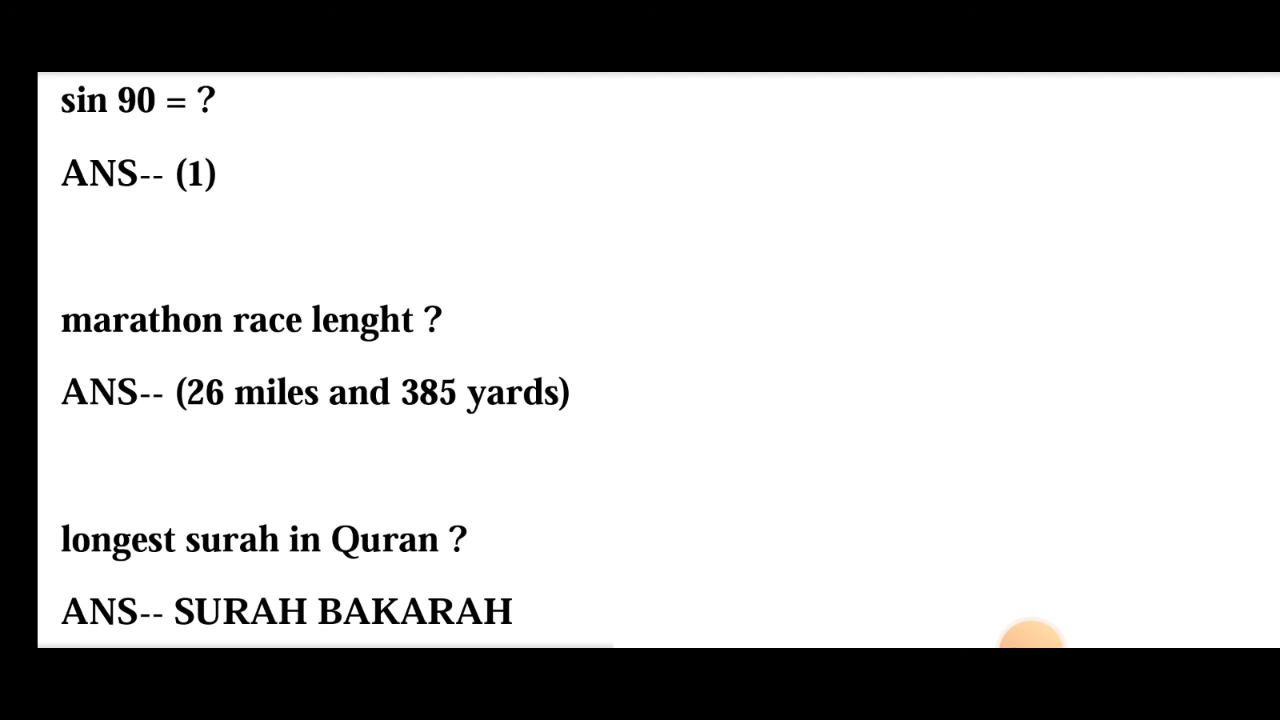 sin 90 = ?
ANS-- (1)
marathon race lenght ?
ANS-- (26 miles and 385 yards)
longest surah in Quran ?
ANS-- SURAH BAKARAH